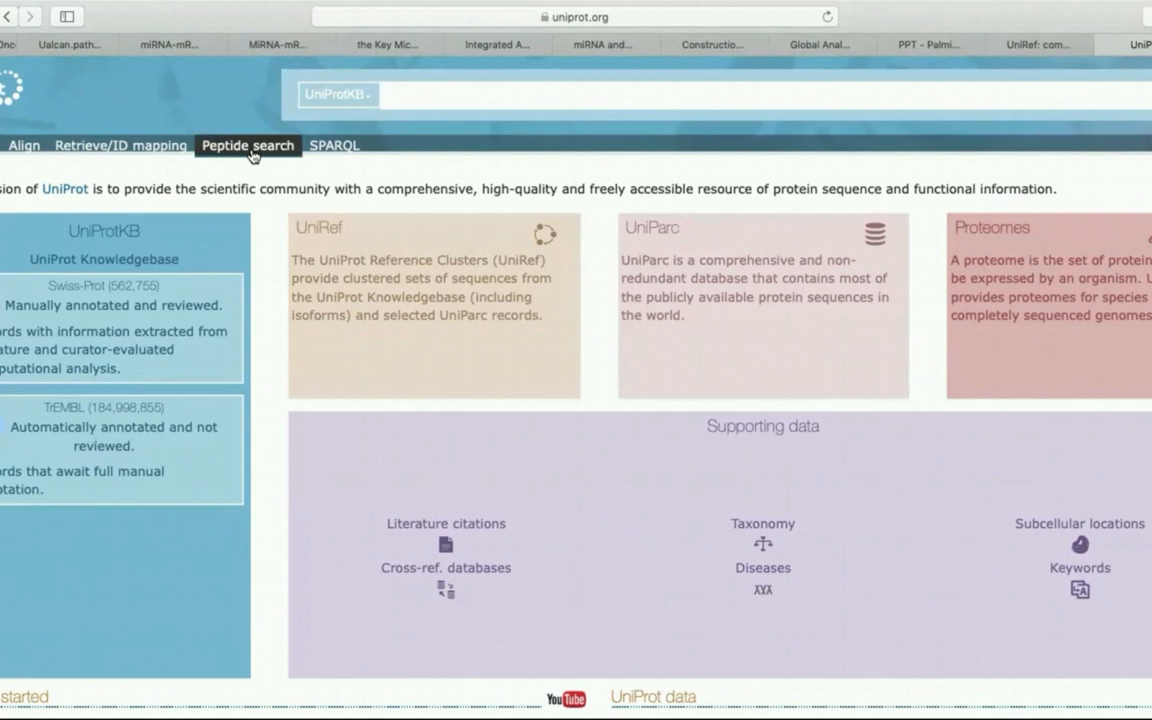 uniprot.org
Onc
Ualcan.path...
miRNA-mR...
MiRNA-mR...
the Key Mic...
Integrated A...
miRNA and...
Constructio...
Global Anal...
PPT - Palmi...
UniRef: com...
UniP
t
UniProtKB
Align Retrieve/ID mapping Peptide search SPARQL
sion of UniProt is to provide the scientific community with a comprehensive, high-quality and freely accessible resource of protein sequence and functional information.
UniProtKB
UniProt Knowledgebase
Swiss-Prot (562,755)
Manually annotated and reviewed.
rds with information extracted from
ature and curator-evaluated
putational analysis.
TrEMBL (184,998,855)
Automatically annotated and not
reviewed.
rds that await full manual
otation.
UniRef
The UniProt Reference Clusters (UniRef)
provide clustered sets of sequences from
the UniProt Knowledgebase (including
isoforms) and selected UniParc records.
UniParc
UniParc is a comprehensive and non-
redundant database that contains most of
the publicly available protein sequences in
the world.
Proteomes
A proteome is the set of protein
be expressed by an organism. U
provides proteomes for species
completely sequenced genomes
Supporting data
Literature citations
Cross-ref. databases
Taxonomy
Diseases
Subcellular locations
Keywords
started
YouTube
UniProt data